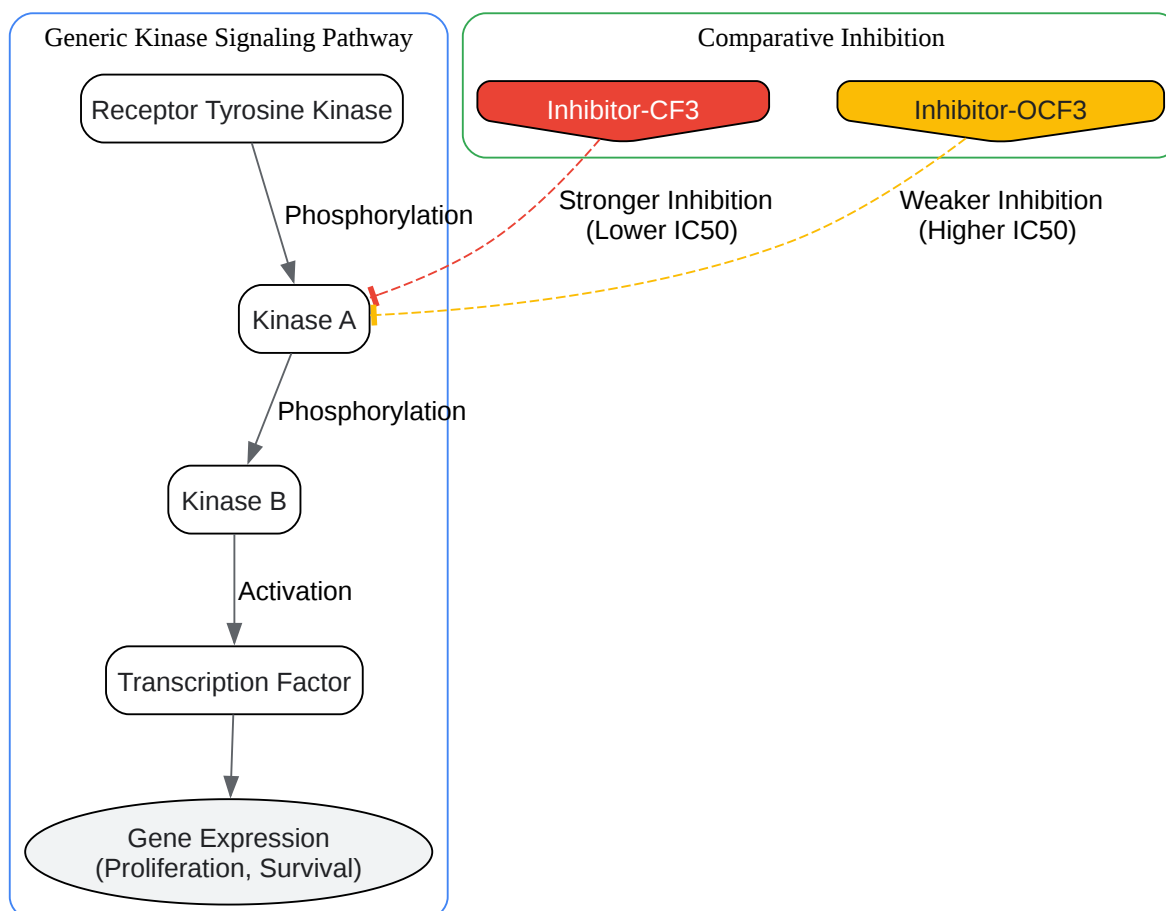 Generic Kinase Signaling Pathway
Receptor Tyrosine Kinase
Phosphorylation
Kinase A
Phosphorylation
Kinase B
Activation
Transcription Factor
Gene Expression
(Proliferation, Survival)
Comparative Inhibition
Inhibitor-CF3
Inhibitor-OCF3
Stronger Inhibition
(Lower IC50)
Weaker Inhibition
(Higher IC50)